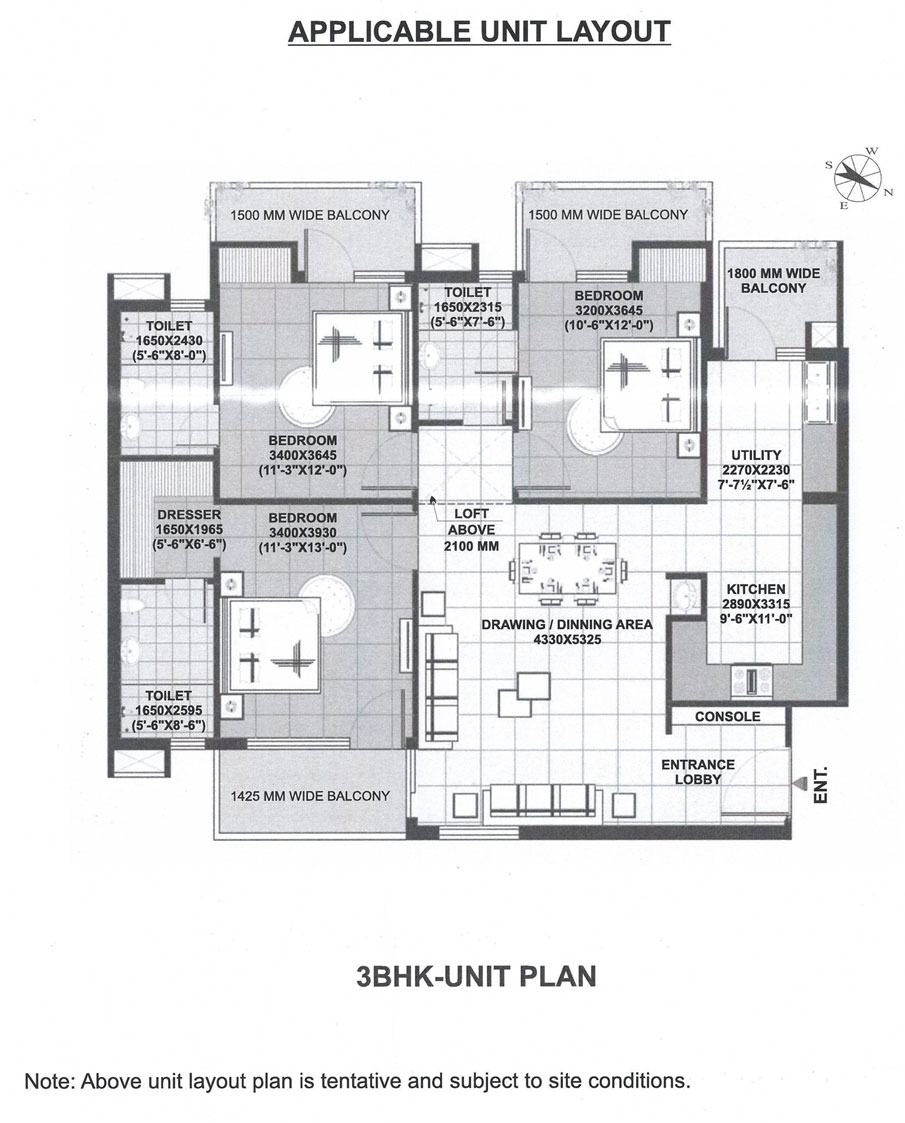 APPLICABLE UNIT LAYOUT
W
S
N
E
1500 MM WIDE BALCONY
1500 MM WIDE BALCONY
1800 MM WIDE
BALCONY
TOILET
1650X2430
(5'-6"X8'-0")
TOILET
1650X2315
(5'-6"X7'-6")
BEDROOM
3200X3645
(10'-6"X12'-0")
BEDROOM
3400X3645
(11'-3"X12'-0")
UTILITY
2270X2230
7'-7½"X7'-6"
DRESSER
1650X1965
(5'-6"X6'-6")
BEDROOM
3400X3930
(11'-3"X13'-0")
LOFT
ABOVE
2100 MM
KITCHEN
2890X3315
9'-6"X11'-0"
DRAWING / DINNING AREA
4330X5325
TOILET
1650X2595
(5'-6"X8'-6")
CONSOLE
ENTRANCE
LOBBY
ENT.
1425 MM WIDE BALCONY
3BHK-UNIT PLAN
Note: Above unit layout plan is tentative and subject to site conditions.